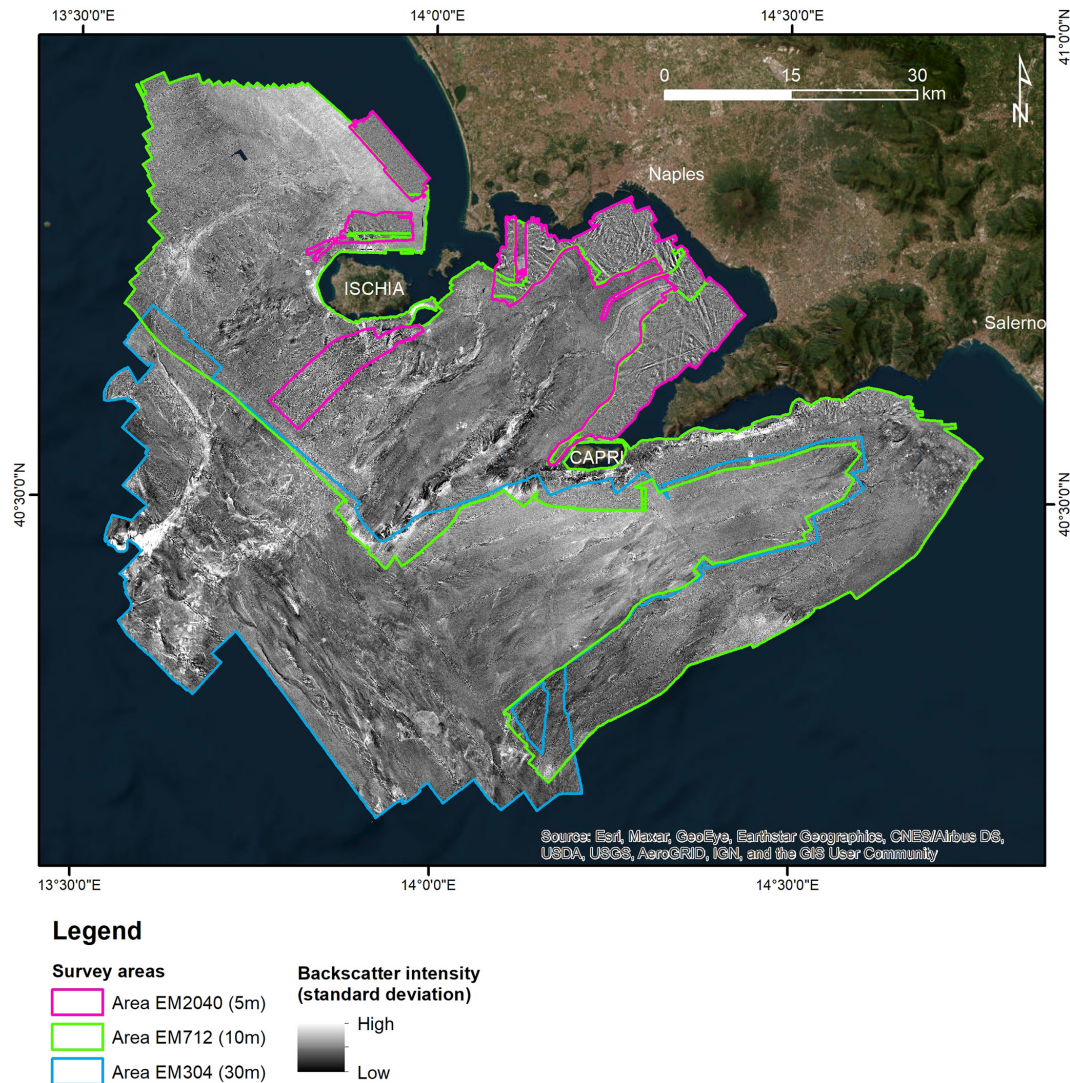 13°30'0"E 14°0'0"E 14°30'0"E
41°0'0"N
0 15 30
km
N
Naples
ISCHIA
Salerno
CAPRI
40°30'0"N 40°30'0"N
Source: Esri, Maxar, GeoEye, Earthstar Geographics, CNES/Airbus DS,
USDA, USGS, AeroGRID, IGN, and the GIS User Community
13°30'0"E 14°0'0"E 14°30'0"E
Legend
Survey areas
Area EM2040 (5m)
Area EM712 (10m)
Area EM304 (30m)
Backscatter intensity
(standard deviation)
High
Low